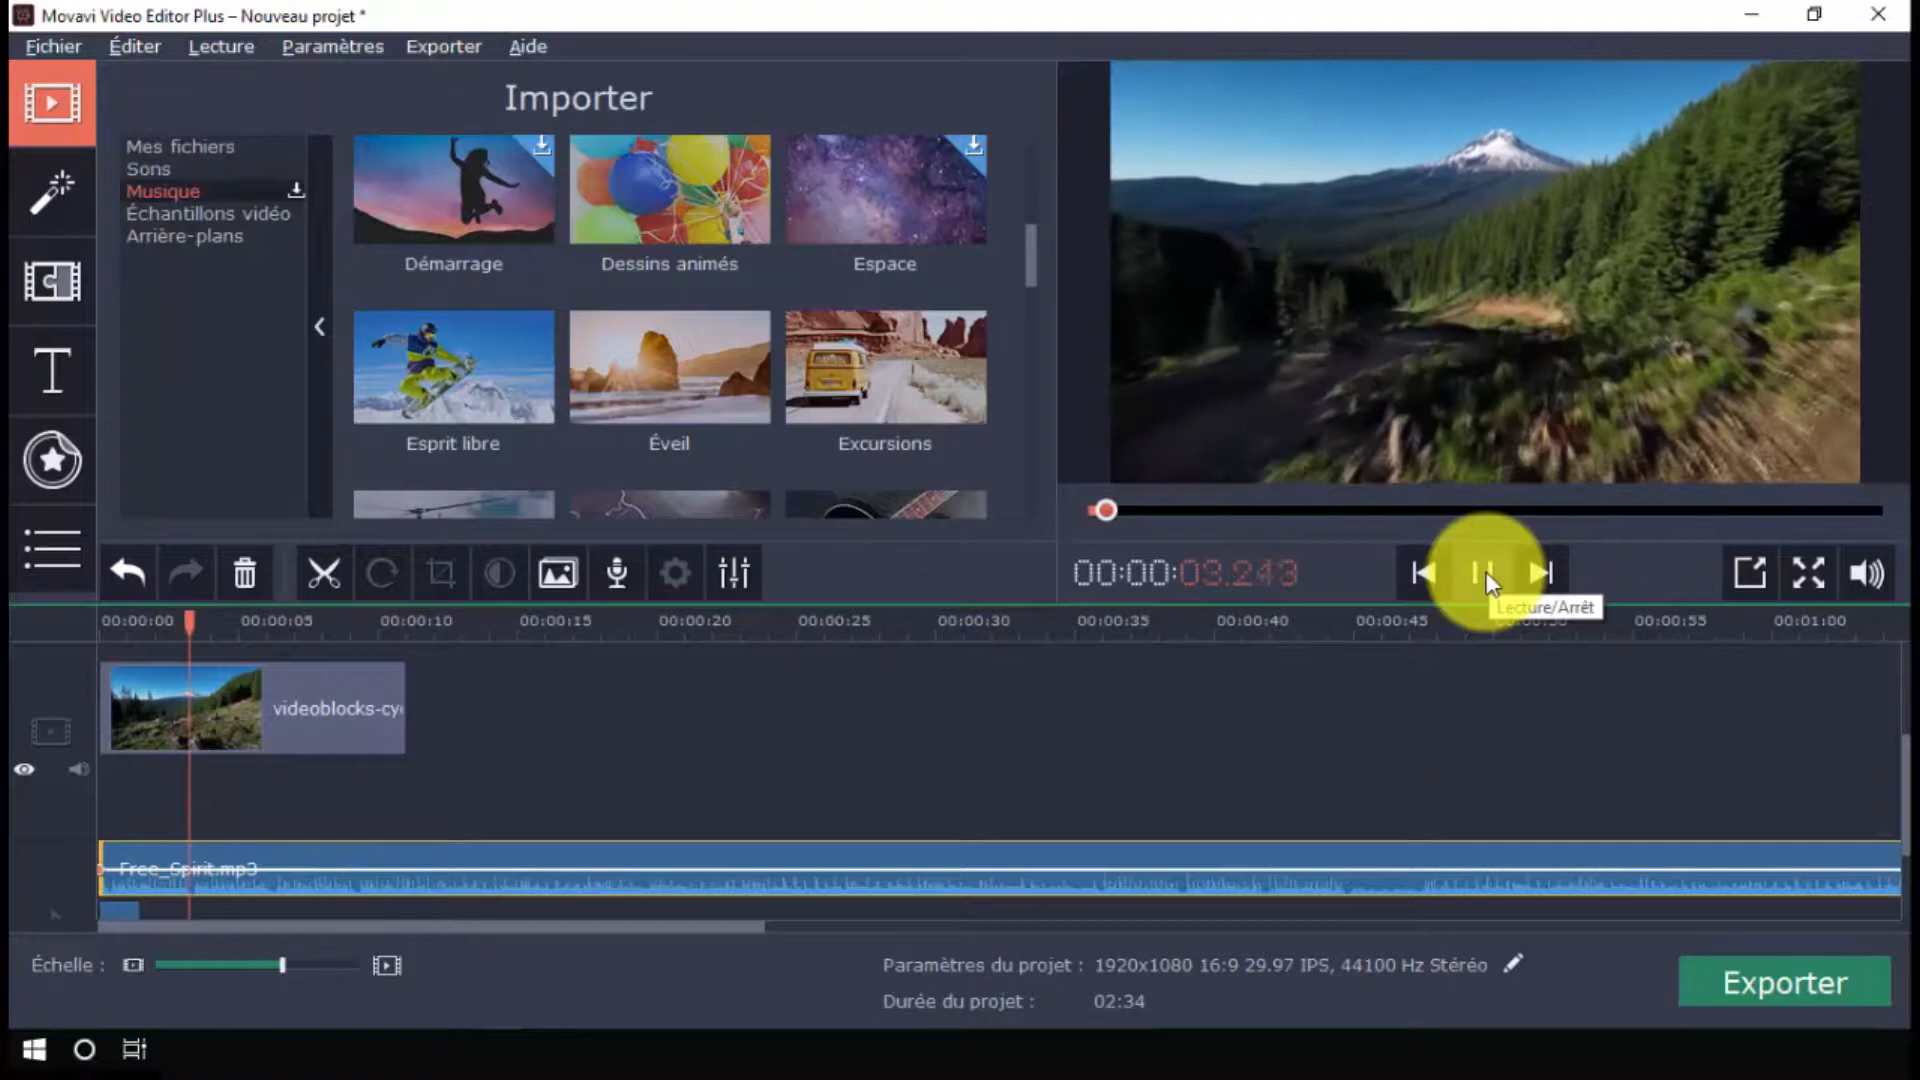 Movavi Video Editor Plus – Nouveau projet *
Fichier Éditer Lecture Paramètres Exporter Aide
Importer
Mes fichiers
Sons
Musique
Échantillons vidéo
Arrière-plans
Démarrage Dessins animés Espace
Esprit libre Éveil Excursions
00:00:03.243
Lecture/Arrêt
00:00:00 00:00:05 00:00:10 00:00:15 00:00:20 00:00:25 00:00:30 00:00:35 00:00:40 00:00:45 00:00:50 00:00:55 00:01:00
videoblocks-cy
Free_Spirit.mp3
Échelle :
Paramètres du projet : 1920x1080 16:9 29.97 IPS, 44100 Hz Stéréo
Durée du projet : 02:34
Exporter